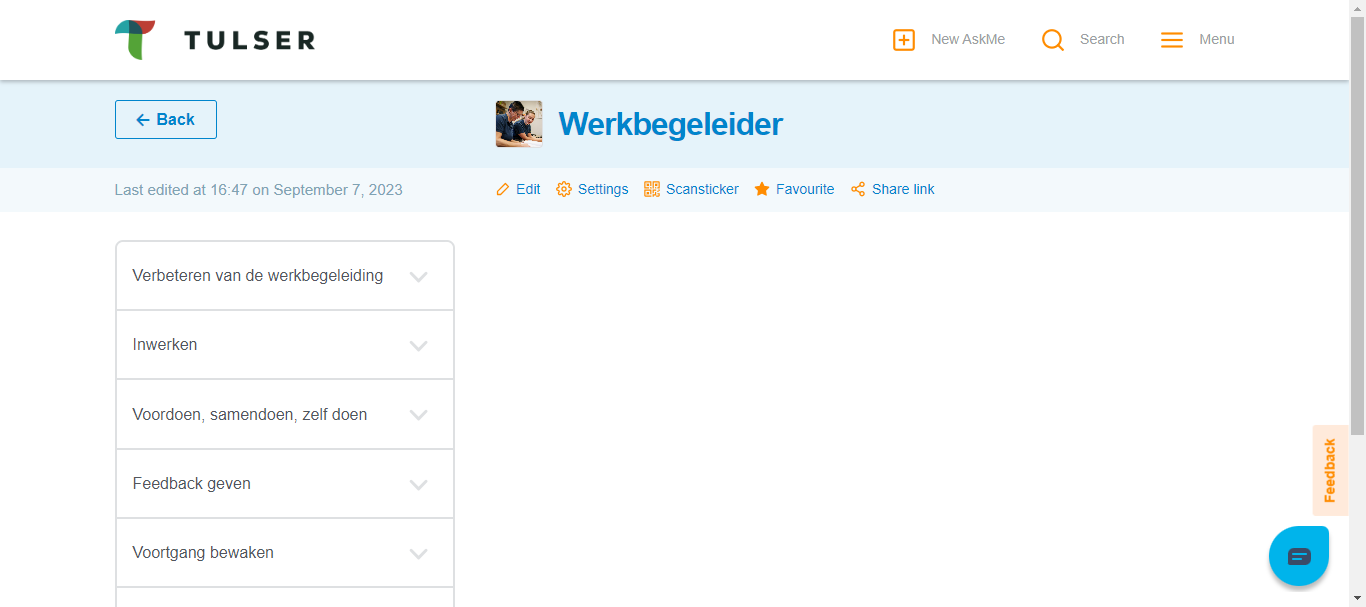 TULSER
New AskMe
Search
Menu
Back
Werkbegeleider
Last edited at 16:47 on September 7, 2023
Edit
Settings
Scansticker
Favourite
Share link
Verbeteren van de werkbegeleiding
Inwerken
Voordoen, samendoen, zelf doen
Feedback geven
Voortgang bewaken
Feedback